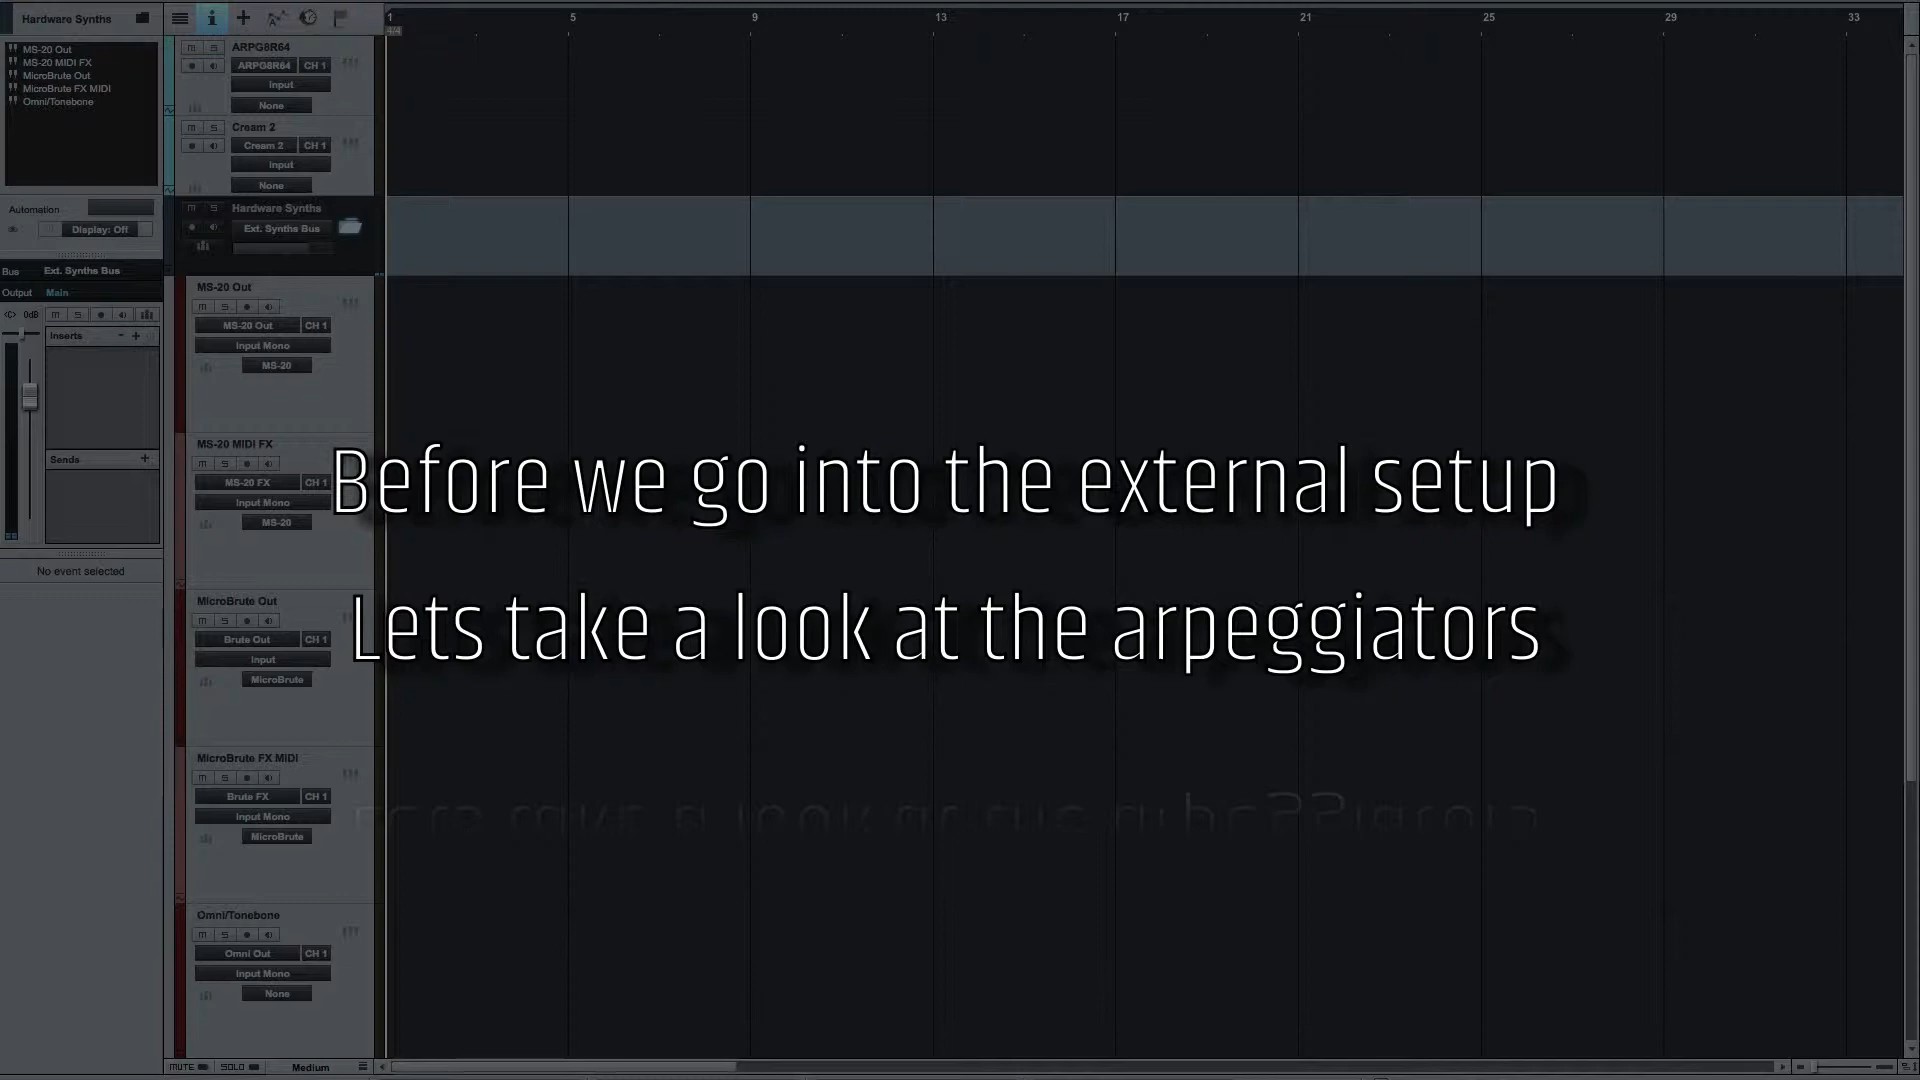 Hardware Synths
1 5 9 13 17 21 25 29 33
4/4
MS-20 Out
MS-20 MIDI FX
MicroBrute Out
MicroBrute FX MIDI
Omni/Tonebone
M S ARPG8R64
ARPG8R64 CH 1
Input
None
M S Cream 2
Cream 2 CH 1
Input
None
Automation
Display: Off
M S Hardware Synths
Ext. Synths Bus
Bus Ext. Synths Bus
Output Main
<C> 0dB M S
Inserts - +
Sends +
No event selected
MS-20 Out
M S
MS-20 Out CH 1
Input Mono
MS-20
MS-20 MIDI FX
M S
MS-20 FX CH 1
Input Mono
MS-20
Before we go into the external setup
Lets take a look at the arpeggiators
MicroBrute Out
M S
Brute Out CH 1
Input
MicroBrute
MicroBrute FX MIDI
M S
Brute FX CH 1
Input Mono
MicroBrute
Omni/Tonebone
M S
Omni Out CH 1
Input Mono
None
MUTE SOLO Medium